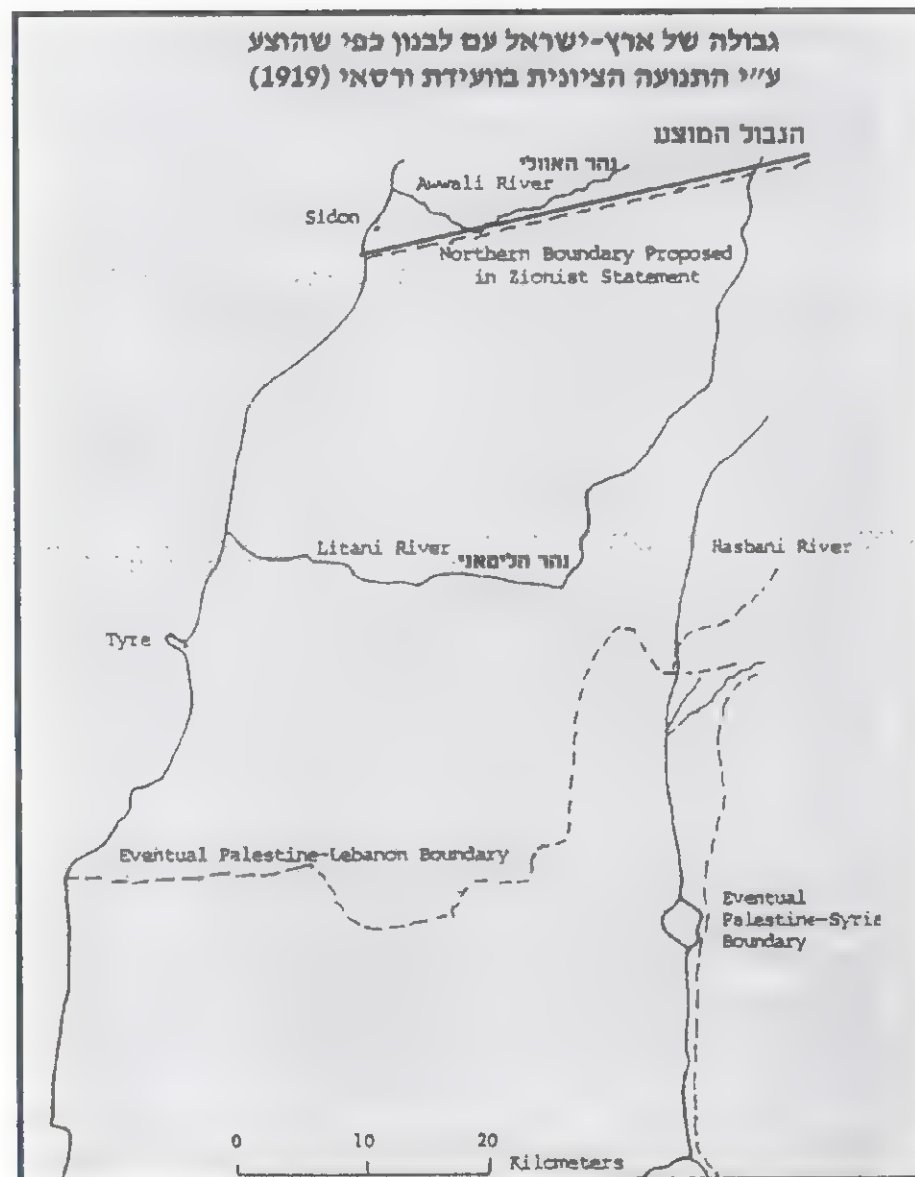 גבולה של ארץ-ישראל עם לבנון כפי שהוצע
ע״י התנועה הציונית בוועידת ורסאי (1919)
הגבול המוצע
נהר האוולי
Awwali River
Sidon
Northern Boundary Proposed
in Zionist Statement
Litani River
נהר הליטאני
Hasbani River
Tyre
Eventual Palestine-Lebanon Boundary
Eventual
Palestine-Syria
Boundary
0 10 20
Kilometers